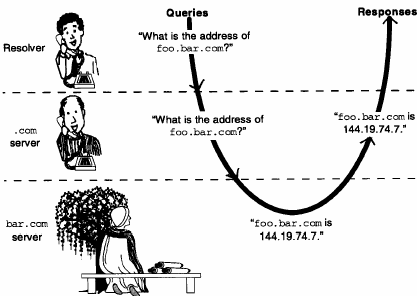 Queries
Responses
Resolver
"What is the address of
foo.bar.com?"
.com
server
"What is the address of
foo.bar.com?"
"foo.bar.com is
144.19.74.7."
bar.com
server
"foo.bar.com is
144.19.74.7."